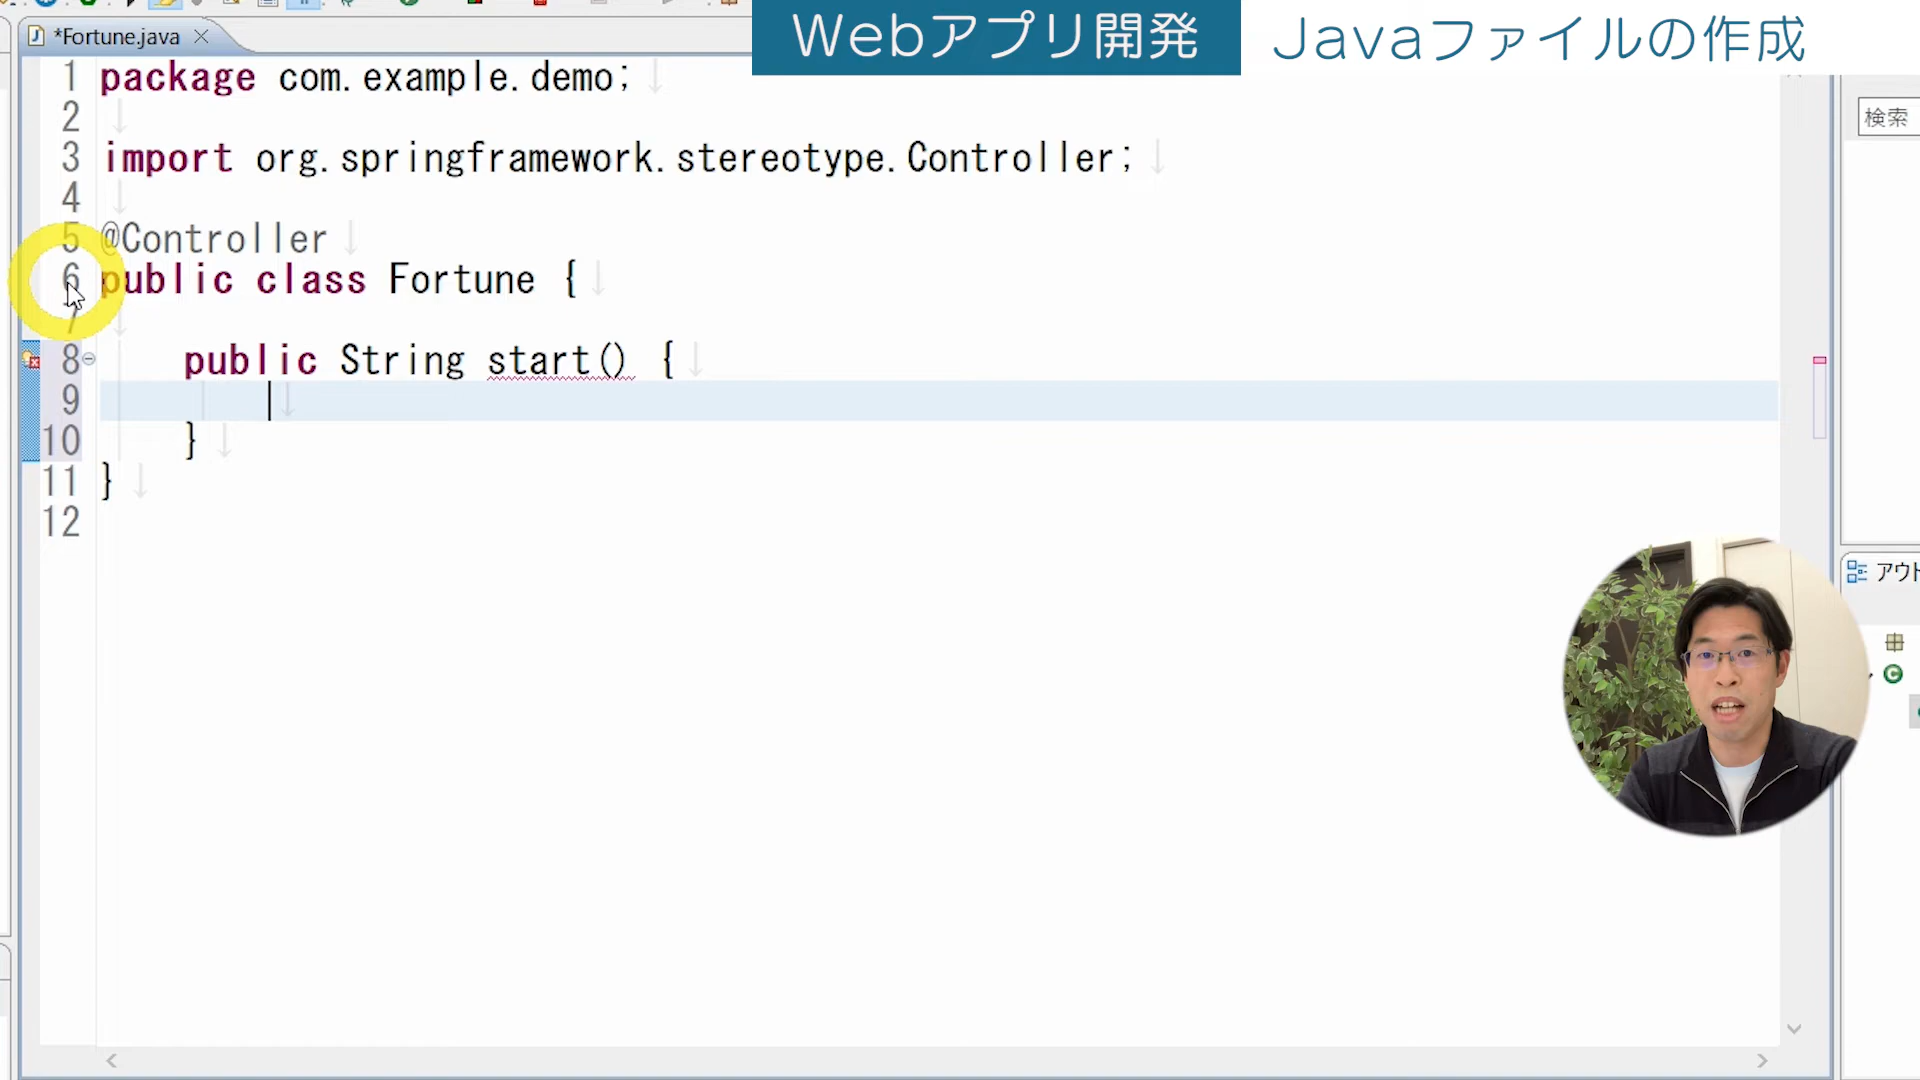 *Fortune.java
Webアプリ開発
Javaファイルの作成
1 package com.example.demo;
2
3 import org.springframework.stereotype.Controller;
4
5 @Controller
6 public class Fortune {
7
8 public String start() {
9
10 }
11 }
12
検索
アウ